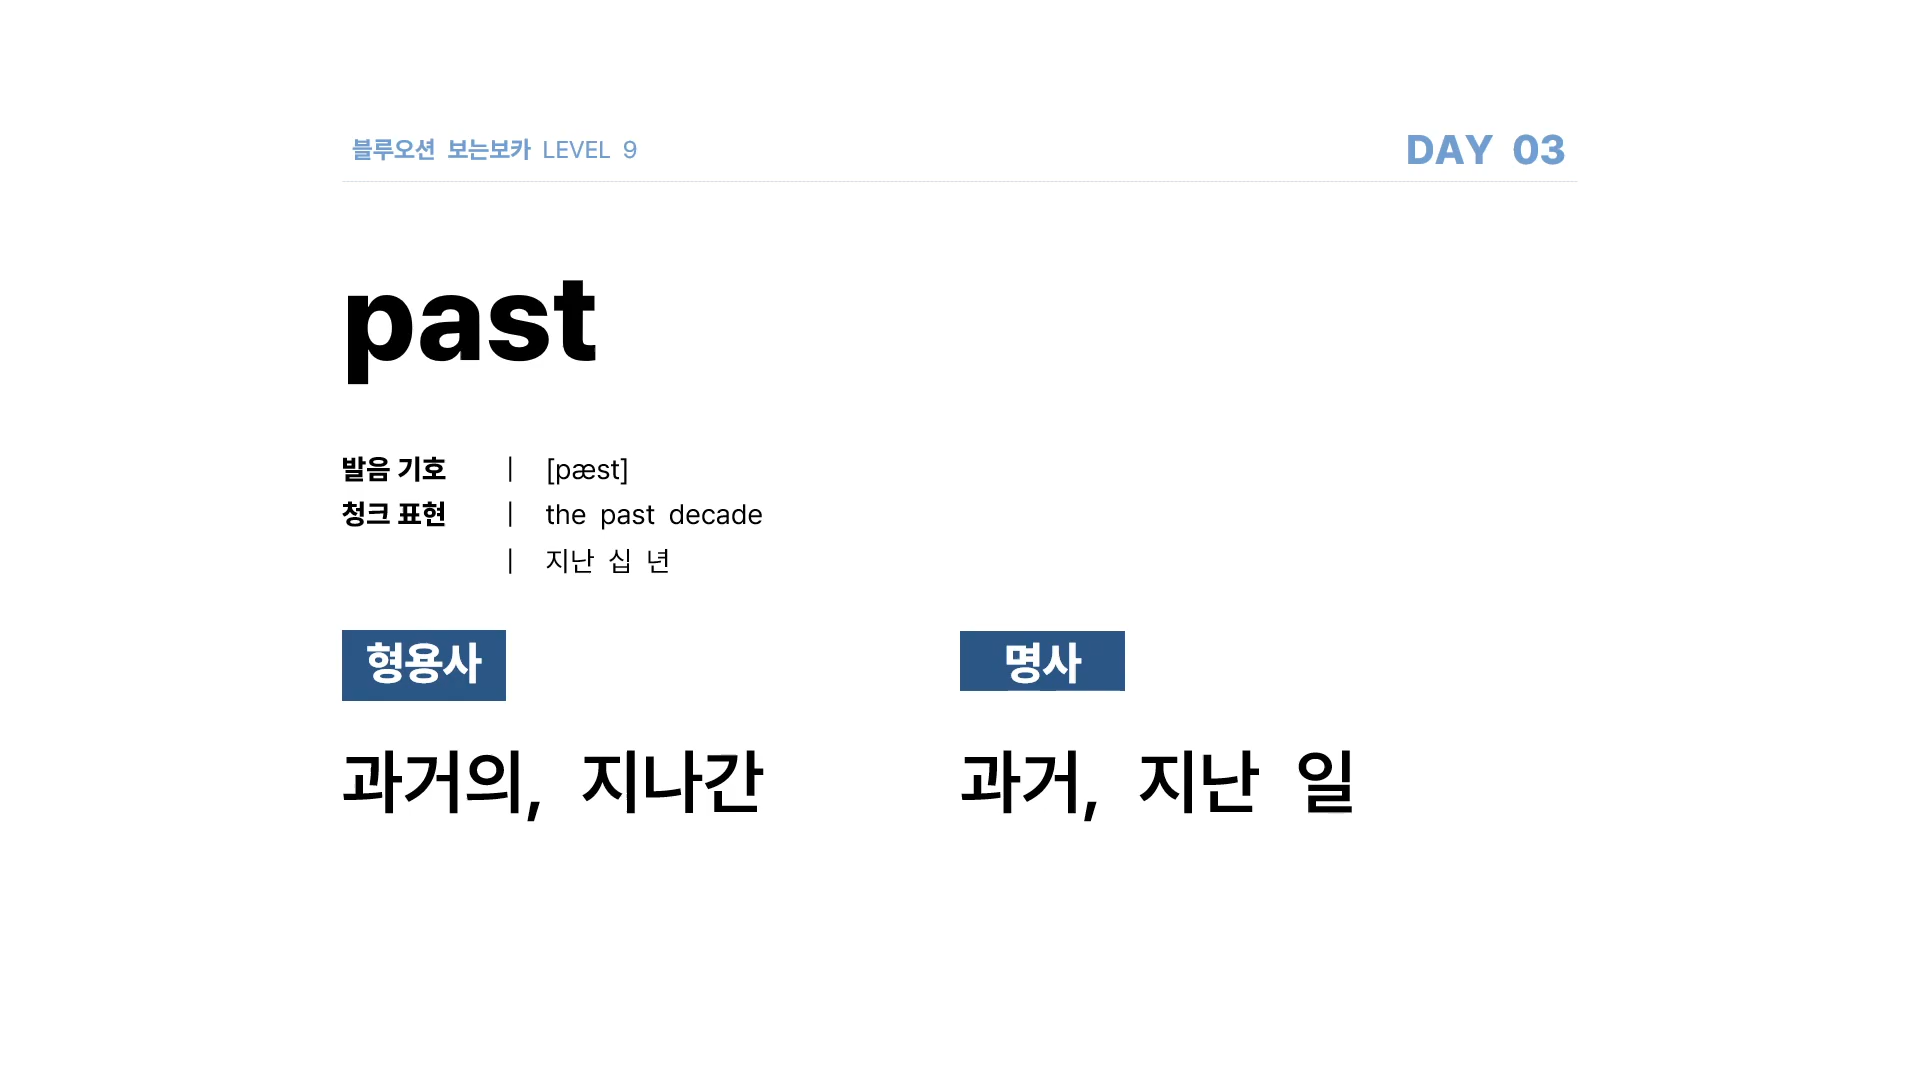 블루오션 보는보카 LEVEL 9
DAY 03
past
발음 기호 | [pæst]
청크 표현 | the past decade
| 지난 십 년
형용사
과거의, 지나간
명사
과거, 지난 일